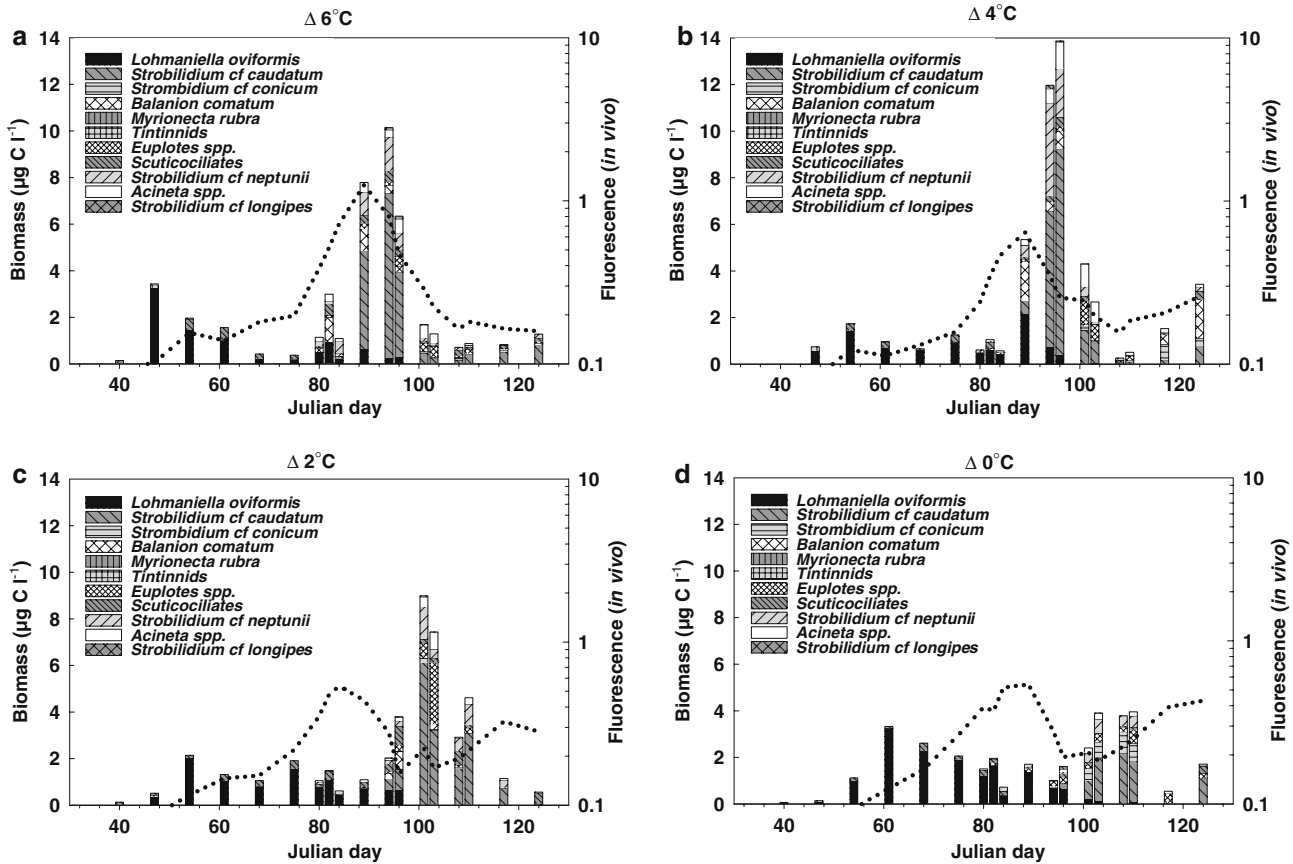 Δ 6°C
a
14
12
10
8
6
4
2
0
Biomass (µg C l⁻¹)
Lohmaniella oviformis
Strobilidium cf caudatum
Strombidium cf conicum
Balanion comatum
Myrionecta rubra
Tintinnids
Euplotes spp.
Scuticociliates
Strobilidium cf neptunii
Acineta spp.
Strobilidium cf longipes
10
1
0.1
Fluorescence (in vivo)
40 60 80 100 120
Julian day
Δ 4°C
b
14
12
10
8
6
4
2
0
Biomass (µg C l⁻¹)
Lohmaniella oviformis
Strobilidium cf caudatum
Strombidium cf conicum
Balanion comatum
Myrionecta rubra
Tintinnids
Euplotes spp.
Scuticociliates
Strobilidium cf neptunii
Acineta spp.
Strobilidium cf longipes
10
1
0.1
Fluorescence (in vivo)
40 60 80 100 120
Julian day
Δ 2°C
c
14
12
10
8
6
4
2
0
Biomass (µg C l⁻¹)
Lohmaniella oviformis
Strobilidium cf caudatum
Strombidium cf conicum
Balanion comatum
Myrionecta rubra
Tintinnids
Euplotes spp.
Scuticociliates
Strobilidium cf neptunii
Acineta spp.
Strobilidium cf longipes
10
1
0.1
Fluorescence (in vivo)
40 60 80 100 120
Julian day
Δ 0°C
d
14
12
10
8
6
4
2
0
Biomass (µg C l⁻¹)
Lohmaniella oviformis
Strobilidium cf caudatum
Strombidium cf conicum
Balanion comatum
Myrionecta rubra
Tintinnids
Euplotes spp.
Scuticociliates
Strobilidium cf neptunii
Acineta spp.
Strobilidium cf longipes
10
1
0.1
Fluorescence (in vivo)
40 60 80 100 120
Julian day